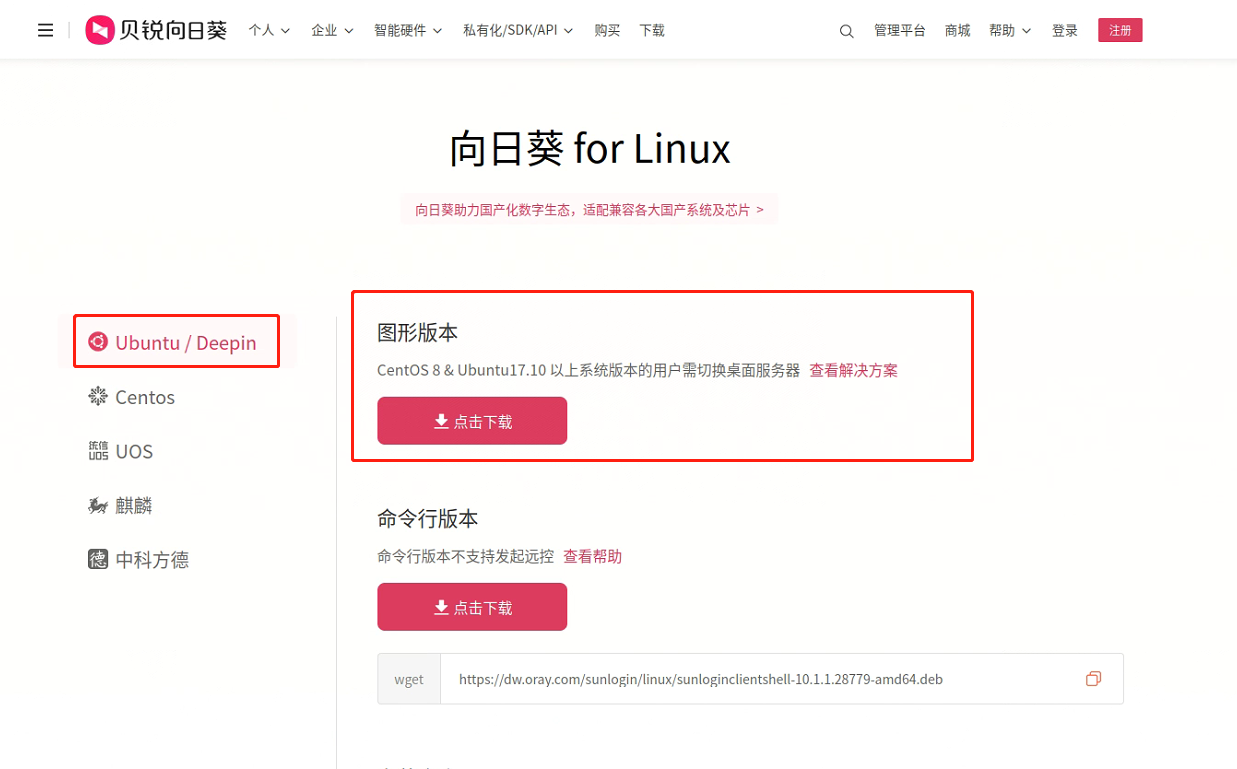 贝锐向日葵 个人 企业 智能硬件 私有化/SDK/API 购买 下载 管理平台 商城 帮助 登录 注册
向日葵 for Linux
向日葵助力国产化数字生态，适配兼容各大国产系统及芯片 >
Ubuntu / Deepin
Centos
统信 UOS UOS
麒麟
德 中科方德
图形版本
CentOS 8 & Ubuntu17.10 以上系统版本的用户需切换桌面服务器 查看解决方案
点击下载
命令行版本
命令行版本不支持发起远控 查看帮助
点击下载
wget https://dw.oray.com/sunlogin/linux/sunloginclientshell-10.1.1.28779-amd64.deb